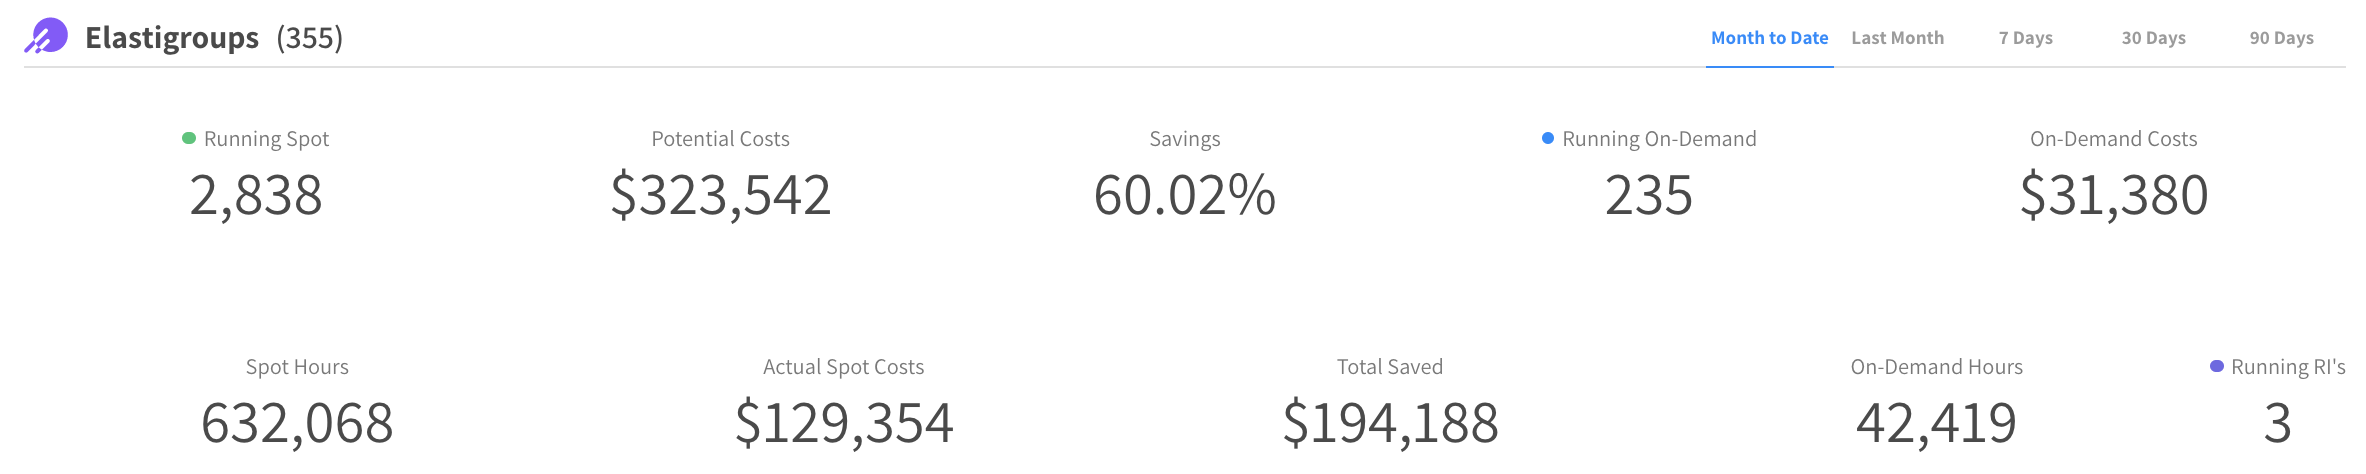 Elastigroups (355)
Month to Date Last Month 7 Days 30 Days 90 Days
Running Spot Potential Costs Savings Running On-Demand On-Demand Costs
2,838 $323,542 60.02% 235 $31,380
Spot Hours Actual Spot Costs Total Saved On-Demand Hours Running RI's
632,068 $129,354 $194,188 42,419 3